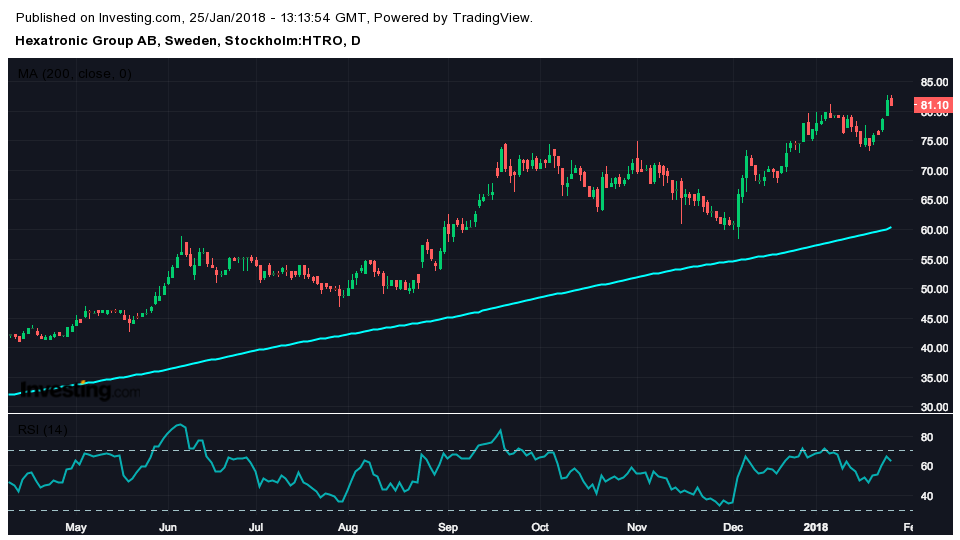 Published on Investing.com, 25/Jan/2018 - 13:13:54 GMT, Powered by TradingView.
Hexatronic Group AB, Sweden, Stockholm:HTRO, D
MA (200, close, 0)
85.00
81.10
80.00
75.00
70.00
65.00
60.00
55.00
50.00
45.00
40.00
35.00
Investing.com
30.00
RSI (14)
80
60
40
May Jun Jul Aug Sep Oct Nov Dec 2018 Fe